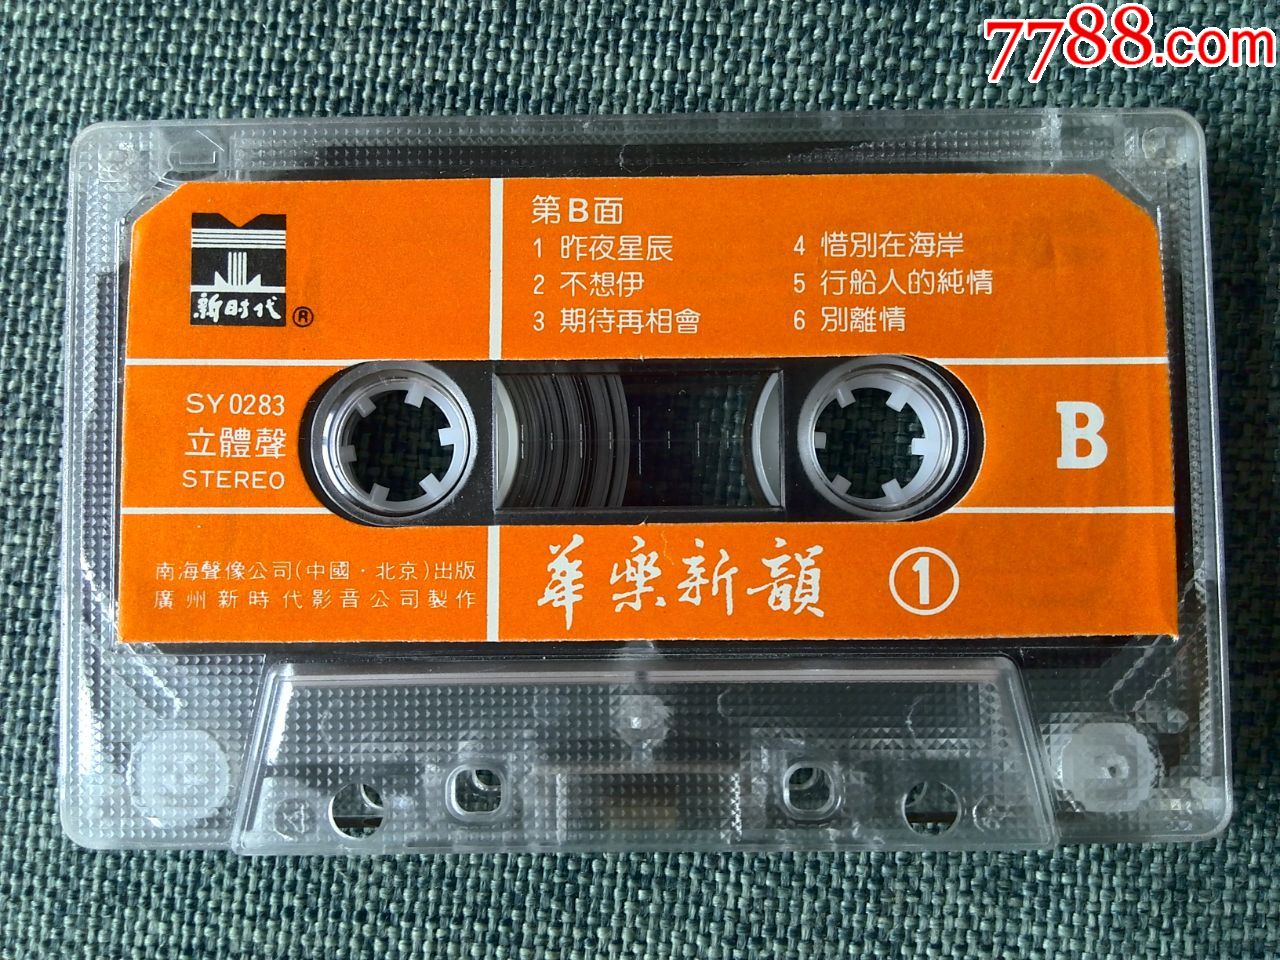 7788.com
新时代
®
第B面
1 昨夜星辰
2 不想伊
3 期待再相會
4 惜別在海岸
5 行船人的純情
6 別離情
SY0283
立體聲
STEREO
B
南海聲像公司(中國·北京)出版
廣州新時代影音公司製作
華樂新韻
1